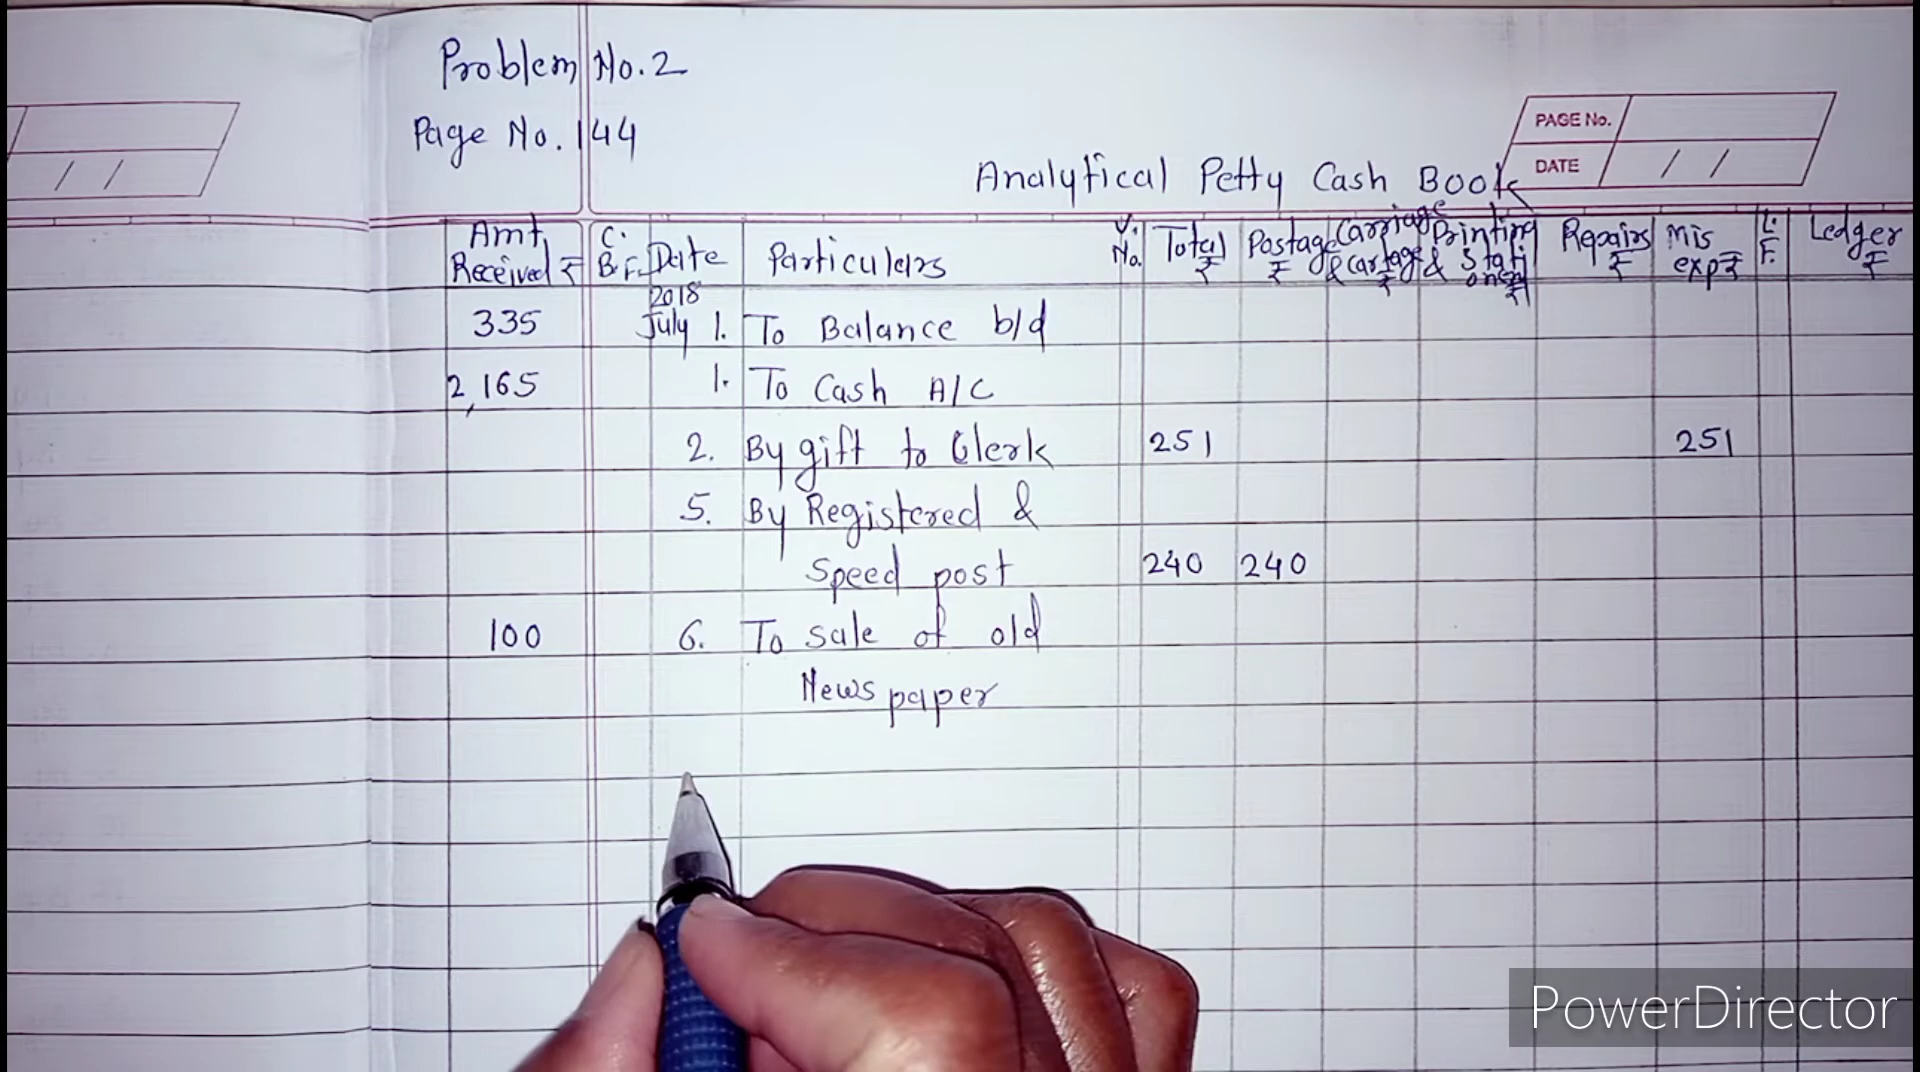 Problem No. 2
Page No. 144
PAGE No.
DATE / /
/ /
Analytical Petty Cash Book
Amt Received ₹ C. B. F. Date Particulars V. No. Total ₹ Postage ₹ Carriage & Cartage ₹ Printing & Stationery ₹ Repairs ₹ Mis exp ₹ L. F. Ledger ₹
335 2018 July 1. To Balance b/d
2,165 1. To Cash A/C
2. By gift to Clerk 251 251
5. By Registered &
Speed post 240 240
100 6. To sale of old
News paper
PowerDirector